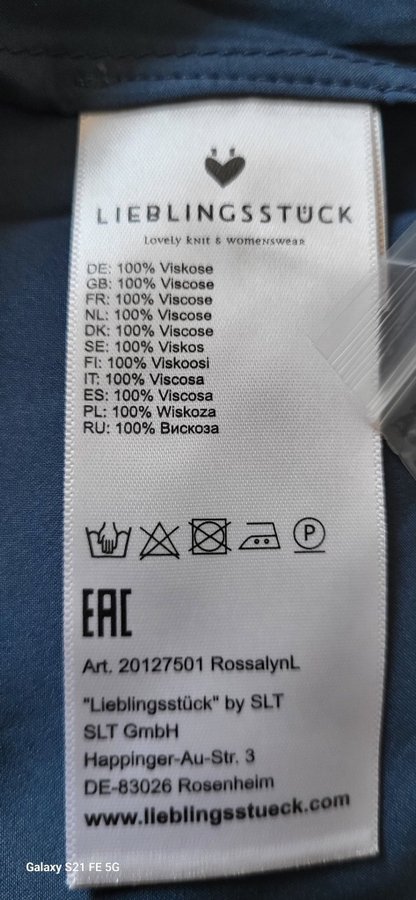 LIEBLINGSSTÜCK
Lovely knit & womenswear
DE: 100% Viskose
GB: 100% Viscose
FR: 100% Viscose
NL: 100% Viscose
DK: 100% Viscose
SE: 100% Viskos
FI: 100% Viskoosi
IT: 100% Viscosa
ES: 100% Viscosa
PL: 100% Wiskoza
RU: 100% Вискоза
P
EAC
Art. 20127501 RossalynL
"Lieblingsstück" by SLT
SLT GmbH
Happinger-Au-Str. 3
DE-83026 Rosenheim
www.lieblingsstueck.com
Galaxy S21 FE 5G